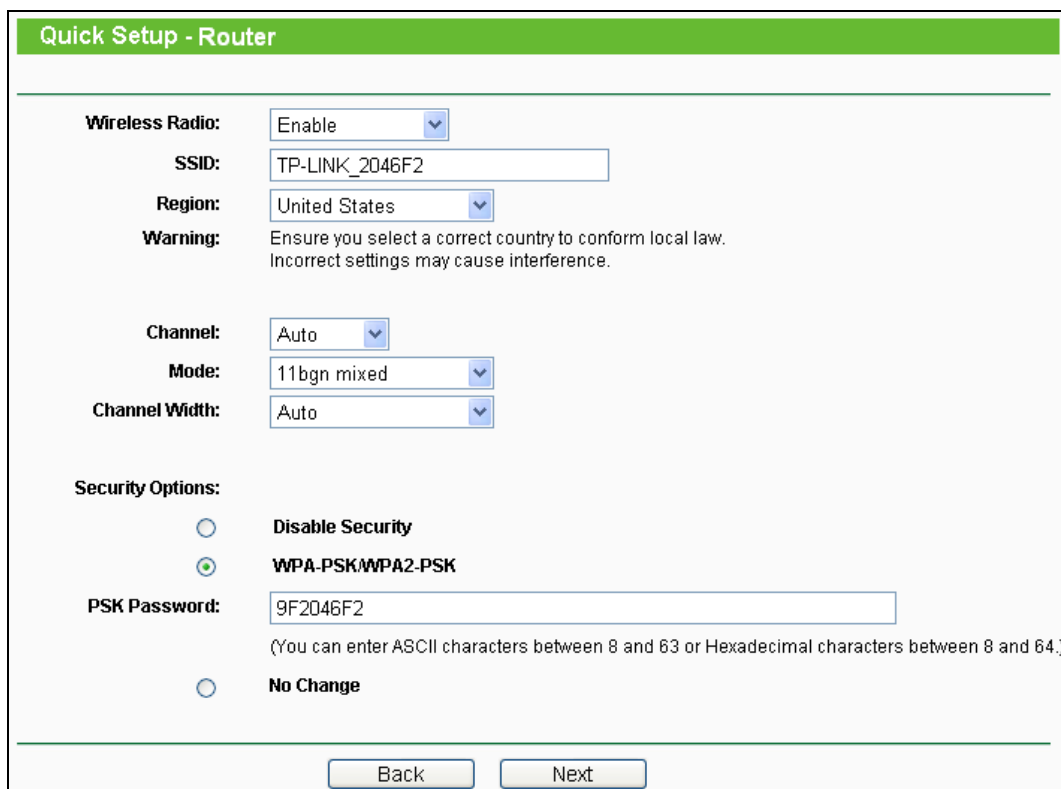 Quick Setup - Router
Wireless Radio: Enable
SSID: TP-LINK_2046F2
Region: United States
Warning: Ensure you select a correct country to conform local law.
Incorrect settings may cause interference.
Channel: Auto
Mode: 11bgn mixed
Channel Width: Auto
Security Options:
Disable Security
WPA-PSK/WPA2-PSK
PSK Password: 9F2046F2
(You can enter ASCII characters between 8 and 63 or Hexadecimal characters between 8 and 64.)
No Change
Back Next